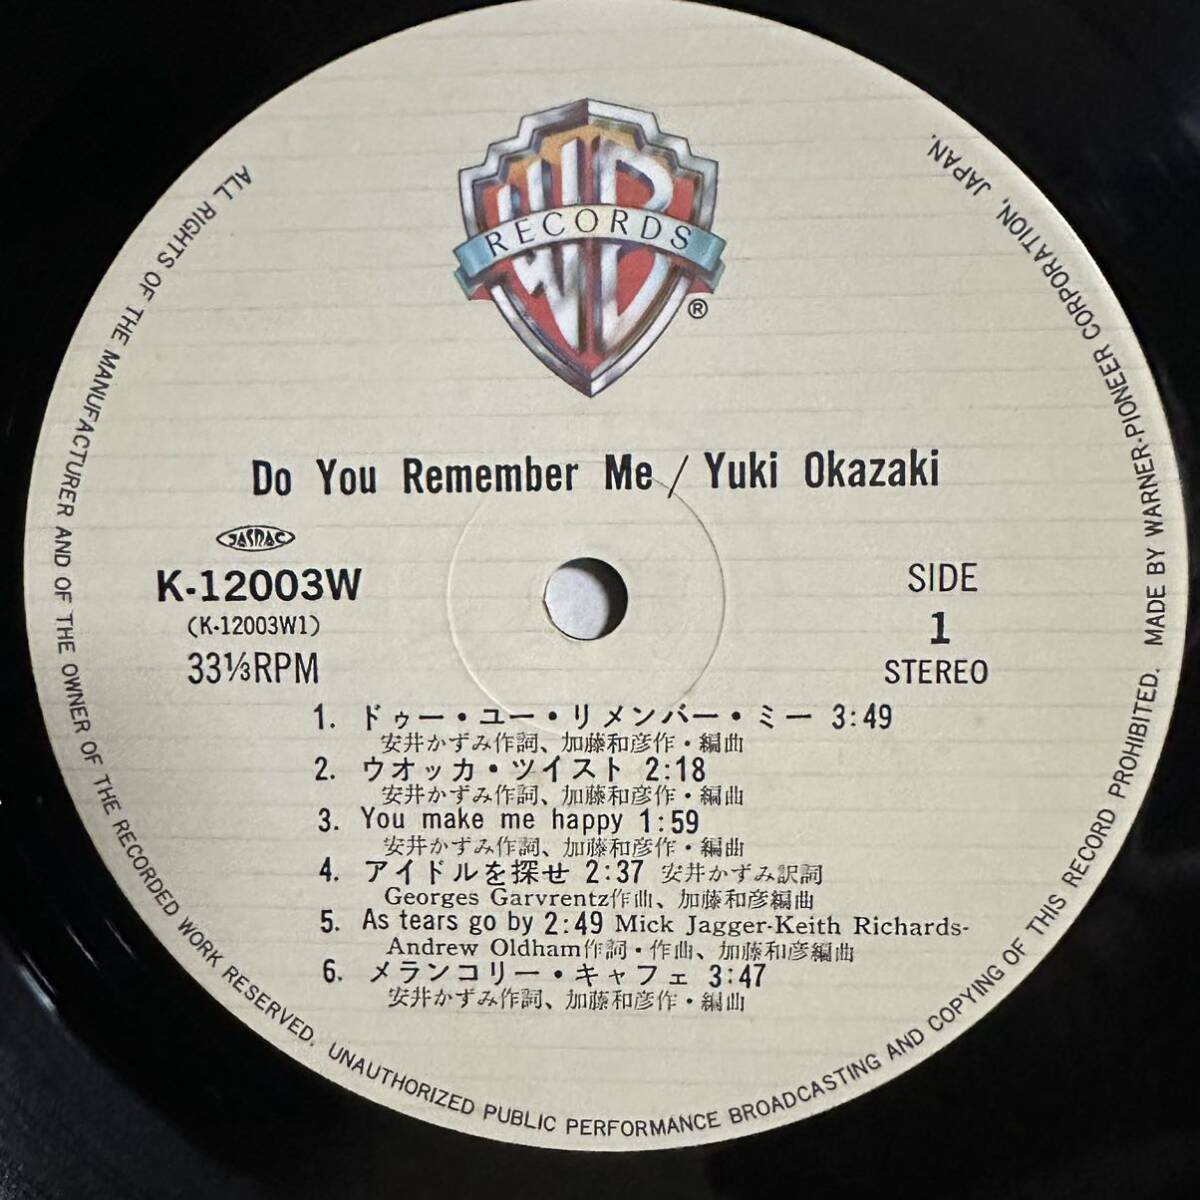 WB
RECORDS
®
Do You Remember Me / Yuki Okazaki
JASRAC
K-12003W
(K-12003W1)
33⅓RPM
SIDE
1
STEREO
1. ドゥー・ユー・リメンバー・ミー 3:49
安井かずみ作詞、加藤和彦作・編曲
2. ウオッカ・ツイスト 2:18
安井かずみ作詞、加藤和彦作・編曲
3. You make me happy 1:59
安井かずみ作詞、加藤和彦作・編曲
4. アイドルを探せ 2:37 安井かずみ訳詞
Georges Garvrentz作曲、加藤和彦編曲
5. As tears go by 2:49 Mick Jagger-Keith Richards-
Andrew Oldham作詞・作曲、加藤和彦編曲
6. メランコリー・キャフェ 3:47
安井かずみ作詞、加藤和彦作・編曲
ALL RIGHTS OF THE MANUFACTURER AND OF THE OWNER OF THE RECORDED WORK RESERVED. UNAUTHORIZED PUBLIC PERFORMANCE BROADCASTING AND COPYING OF THIS RECORD PROHIBITED. MADE BY WARNER-PIONEER CORPORATION, JAPAN.